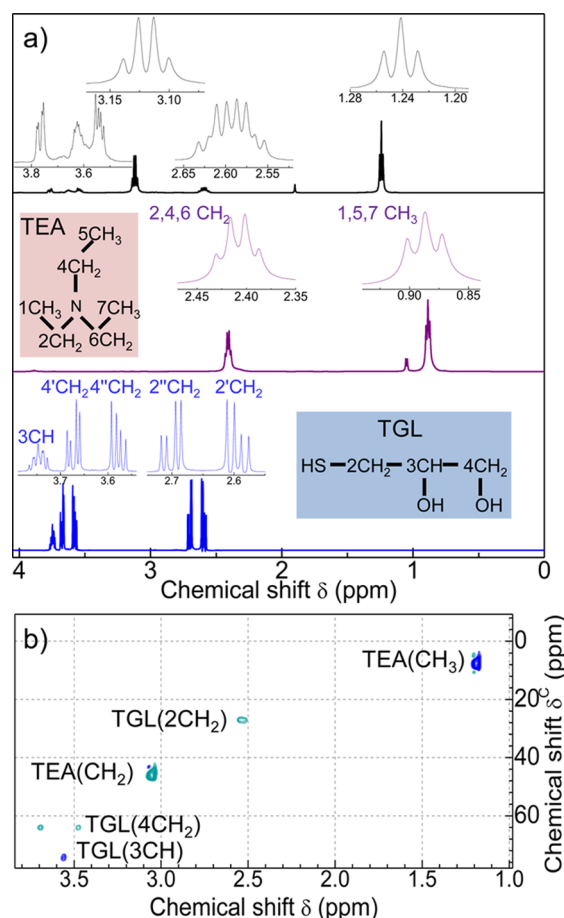 a)
3.15 3.10
1.28 1.24 1.20
3.8 3.6
2.60 2.55
TEA
5CH₃
4CH₂
1CH₃ N 7CH₃
2CH₂ 6CH₂
2,4,6 CH₂
1,5,7 CH₃
2.45 2.40 2.35
0.90 0.85
4'CH₂ 4''CH₂ 2''CH₂ 2'CH₂
3CH
3.7 3.6
2.7 2.6
TGL
HS 2CH₂ 3CH 4CH₂
OH OH
4 3 2 1 0
Chemical shift δ (ppm)
b)
TEA(CH₃)
TGL(2CH₂)
TEA(CH₂)
TGL(4CH₂)
TGL(3CH)
0
20
40
60
Chemical shift δᶜ (ppm)
3.5 3.0 2.5 2.0 1.5 1.0
Chemical shift δ (ppm)